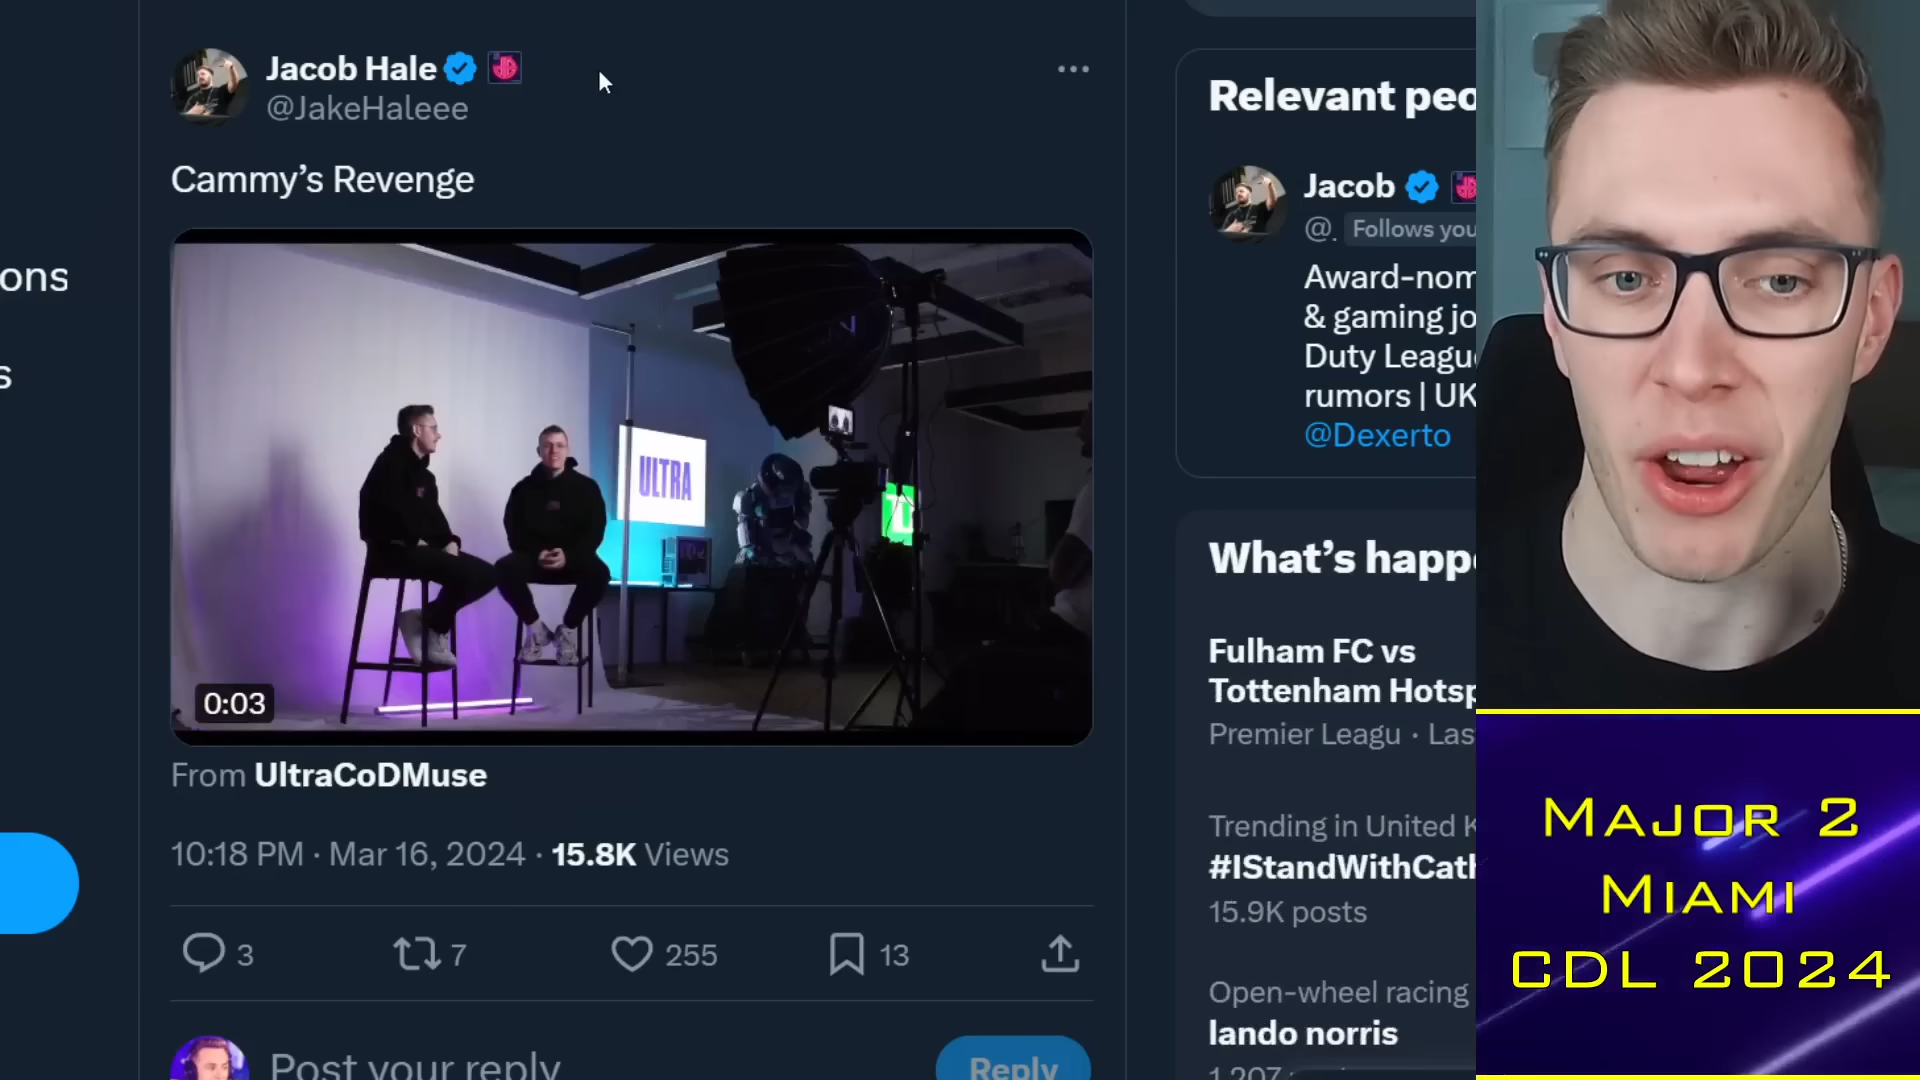 Jacob Hale
@JakeHaleee
Cammy's Revenge
ULTRA
0:03
From UltraCoDMuse
10:18 PM · Mar 16, 2024 · 15.8K Views
3
7
255
13
Post your reply
Reply
ons
s
Relevant peo
Jacob
@.
Follows you
Award-nom
& gaming jo
Duty League
rumors | UK
@Dexerto
What's happe
Fulham FC vs
Tottenham Hotsp
Premier Leagu · Las
Trending in United K
#IStandWithCath
15.9K posts
Open-wheel racing
lando norris
MAJOR 2
MIAMI
CDL 2024